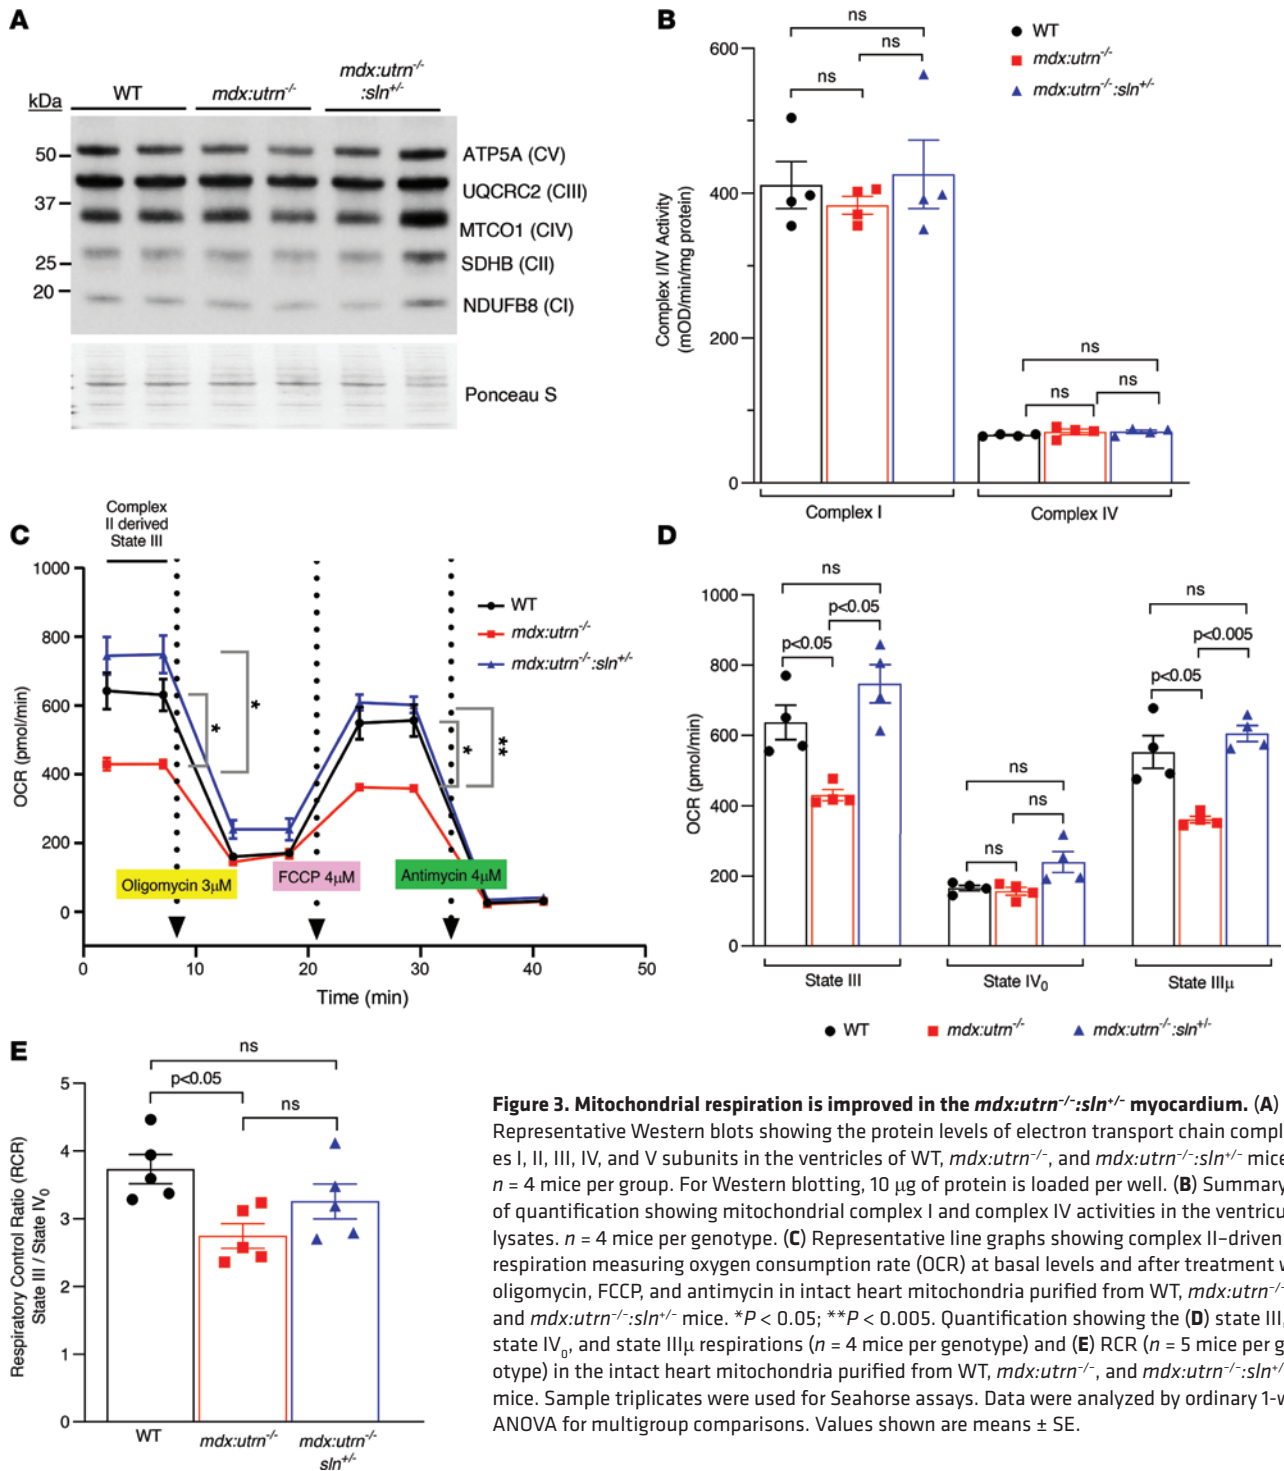 A
kDa
WT
mdx:utrn-/-
mdx:utrn-/-
:sln+/-
50
37
25
20
ATP5A (CV)
UQCRC2 (CIII)
MTCO1 (CIV)
SDHB (CII)
NDUFB8 (CI)
Ponceau S
B
WT
mdx:utrn-/-
mdx:utrn-/-:sln+/-
Complex I/IV Activity
(mOD/min/mg protein)
600
400
200
0
ns
ns
ns
ns
ns
ns
Complex I
Complex IV
C
Complex
II derived
State III
OCR (pmol/min)
1000
800
600
400
200
0
WT
mdx:utrn-/-
mdx:utrn-/-:sln+/-
*
*
*
**
Oligomycin 3μM
FCCP 4μM
Antimycin 4μM
0
10
20
30
40
50
Time (min)
D
OCR (pmol/min)
1000
800
600
400
200
0
ns
p<0.05
p<0.05
ns
ns
ns
ns
p<0.005
p<0.05
State III
State IV0
State IIIμ
WT
mdx:utrn-/-
mdx:utrn-/-:sln+/-
E
Respiratory Control Ratio (RCR)
State III / State IV0
5
4
3
2
1
0
ns
p<0.05
ns
WT
mdx:utrn-/-
mdx:utrn-/-
sln+/-
Figure 3. Mitochondrial respiration is improved in the mdx:utrn−/−:sln+/− myocardium. (A)
Representative Western blots showing the protein levels of electron transport chain compl
es I, II, III, IV, and V subunits in the ventricles of WT, mdx:utrn−/−, and mdx:utrn−/−:sln+/− mice
n = 4 mice per group. For Western blotting, 10 μg of protein is loaded per well. (B) Summary
of quantification showing mitochondrial complex I and complex IV activities in the ventricu
lysates. n = 4 mice per genotype. (C) Representative line graphs showing complex II–driven
respiration measuring oxygen consumption rate (OCR) at basal levels and after treatment w
oligomycin, FCCP, and antimycin in intact heart mitochondria purified from WT, mdx:utrn−/−
and mdx:utrn−/−:sln+/− mice. *P < 0.05; **P < 0.005. Quantification showing the (D) state III,
state IV0, and state IIIμ respirations (n = 4 mice per genotype) and (E) RCR (n = 5 mice per g
otype) in the intact heart mitochondria purified from WT, mdx:utrn−/−, and mdx:utrn−/−:sln+/
mice. Sample triplicates were used for Seahorse assays. Data were analyzed by ordinary 1-w
ANOVA for multigroup comparisons. Values shown are means ± SE.